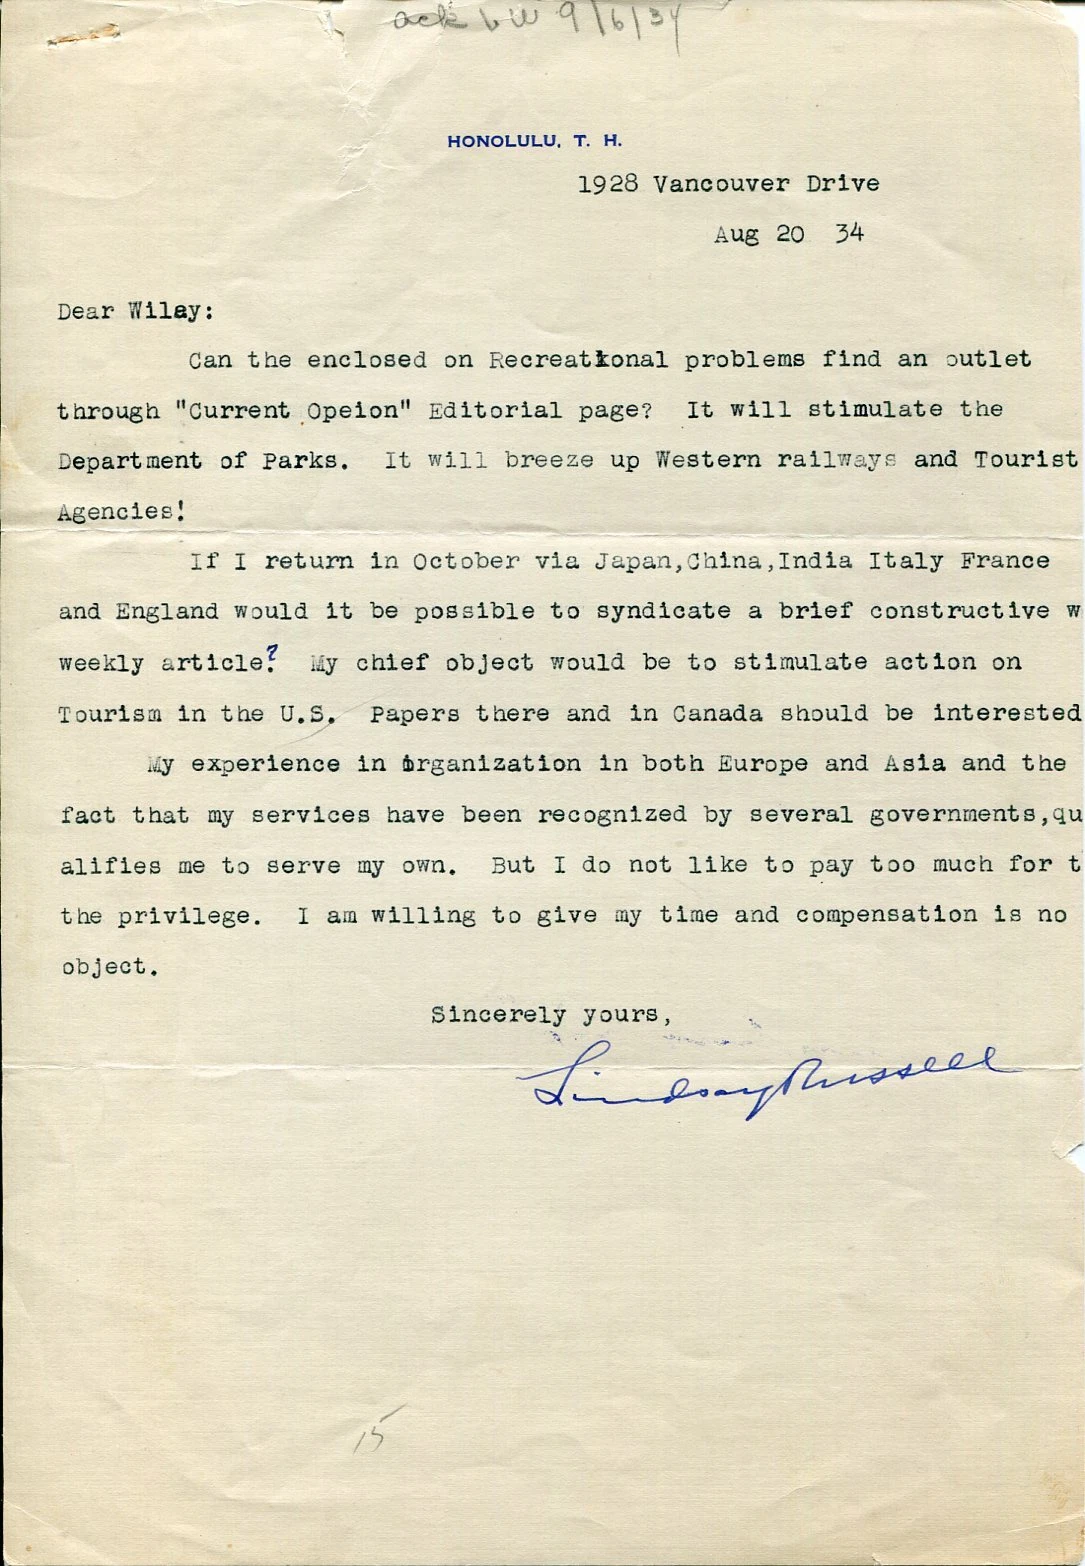 ack LW 9/6/34
HONOLULU, T. H.
1928 Vancouver Drive
Aug 20 34
Dear Wiley:
Can the enclosed on Recreational problems find an outlet
through "Current Opeion" Editorial page? It will stimulate the
Department of Parks. It will breeze up Western railways and Tourist
Agencies!
If I return in October via Japan,China,India Italy France
and England would it be possible to syndicate a brief constructive w
weekly article? My chief object would be to stimulate action on
Tourism in the U.S. Papers there and in Canada should be interested
My experience in organization in both Europe and Asia and the
fact that my services have been recognized by several governments,qu
alifies me to serve my own. But I do not like to pay too much for t
the privilege. I am willing to give my time and compensation is no
object.
Sincerely yours,
Lindsay Russell
15